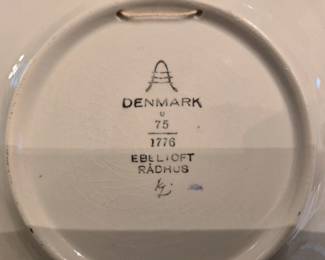 DENMARK
U
75
1776
EBELTOFT
RÅDHUS